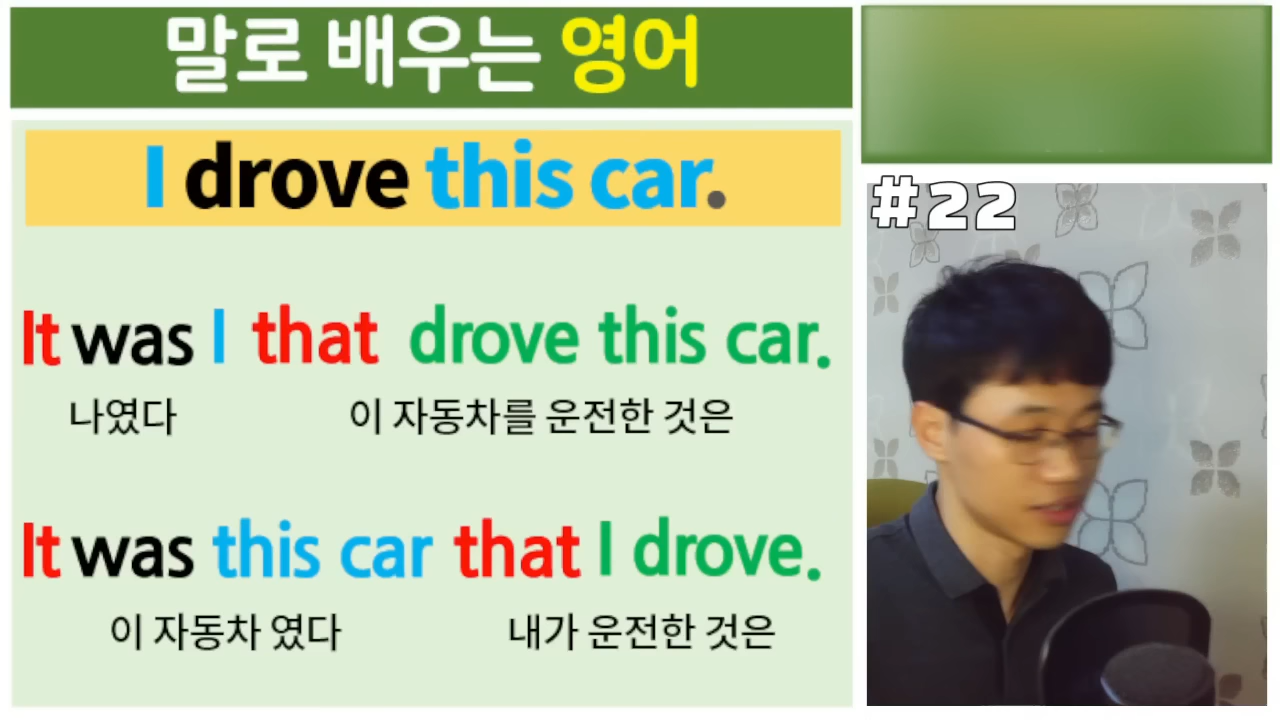 말로 배우는 영어
I drove this car.
#22
It was I that drove this car.
나였다 이 자동차를 운전한 것은
It was this car that I drove.
이 자동차 였다 내가 운전한 것은